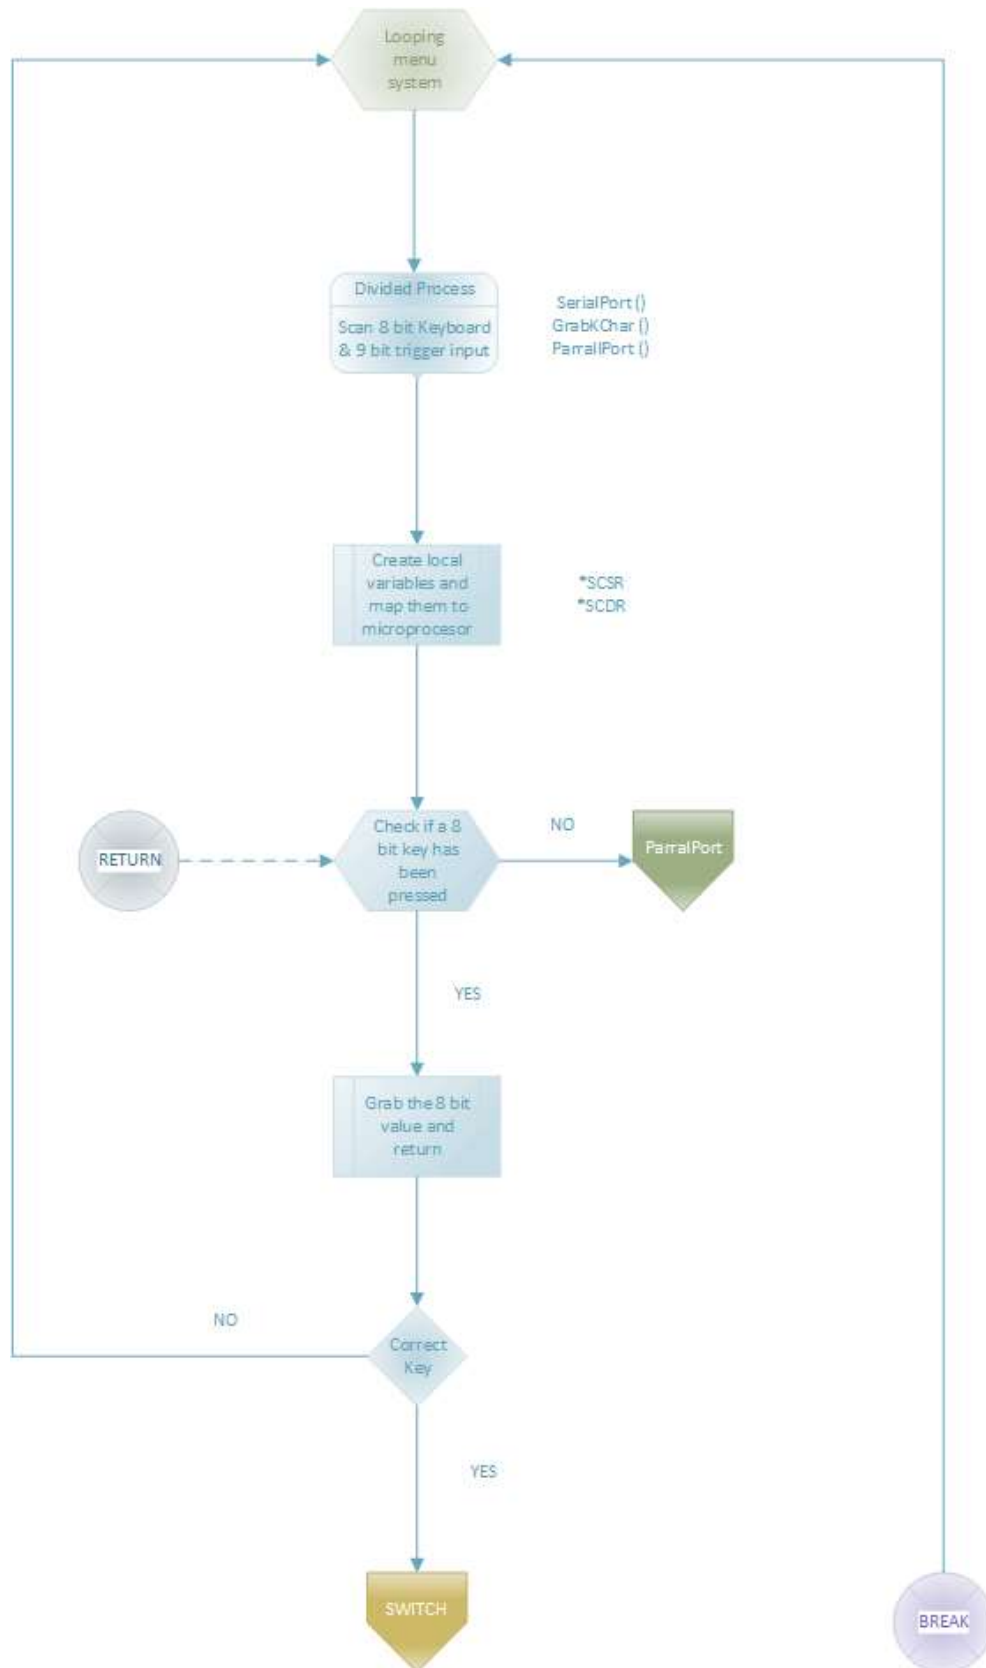 Looping
menu
system
Divided Process
Scan 8 bit Keyboard
& 9 bit trigger input
SerialPort ()
GrabKChar ()
ParrallPort ()
Create local
variables and
map them to
microprocesor
*SCSR
*SCDR
RETURN
Check if a 8
bit key has
been
pressed
NO
ParralPort
YES
Grab the 8 bit
value and
return
NO
Correct
Key
YES
SWITCH
BREAK